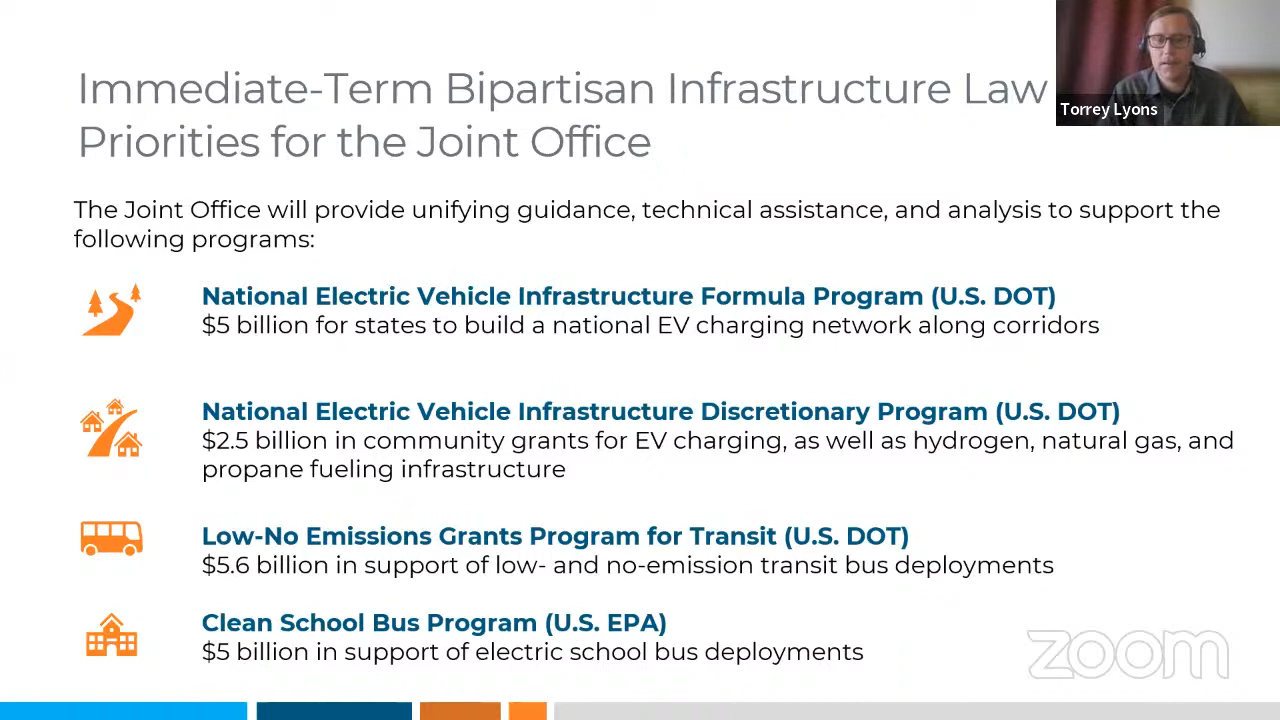 Immediate-Term Bipartisan Infrastructure Law
Priorities for the Joint Office
Torrey Lyons
The Joint Office will provide unifying guidance, technical assistance, and analysis to support the
following programs:
National Electric Vehicle Infrastructure Formula Program (U.S. DOT)
$5 billion for states to build a national EV charging network along corridors
National Electric Vehicle Infrastructure Discretionary Program (U.S. DOT)
$2.5 billion in community grants for EV charging, as well as hydrogen, natural gas, and
propane fueling infrastructure
Low-No Emissions Grants Program for Transit (U.S. DOT)
$5.6 billion in support of low- and no-emission transit bus deployments
Clean School Bus Program (U.S. EPA)
$5 billion in support of electric school bus deployments
zoom